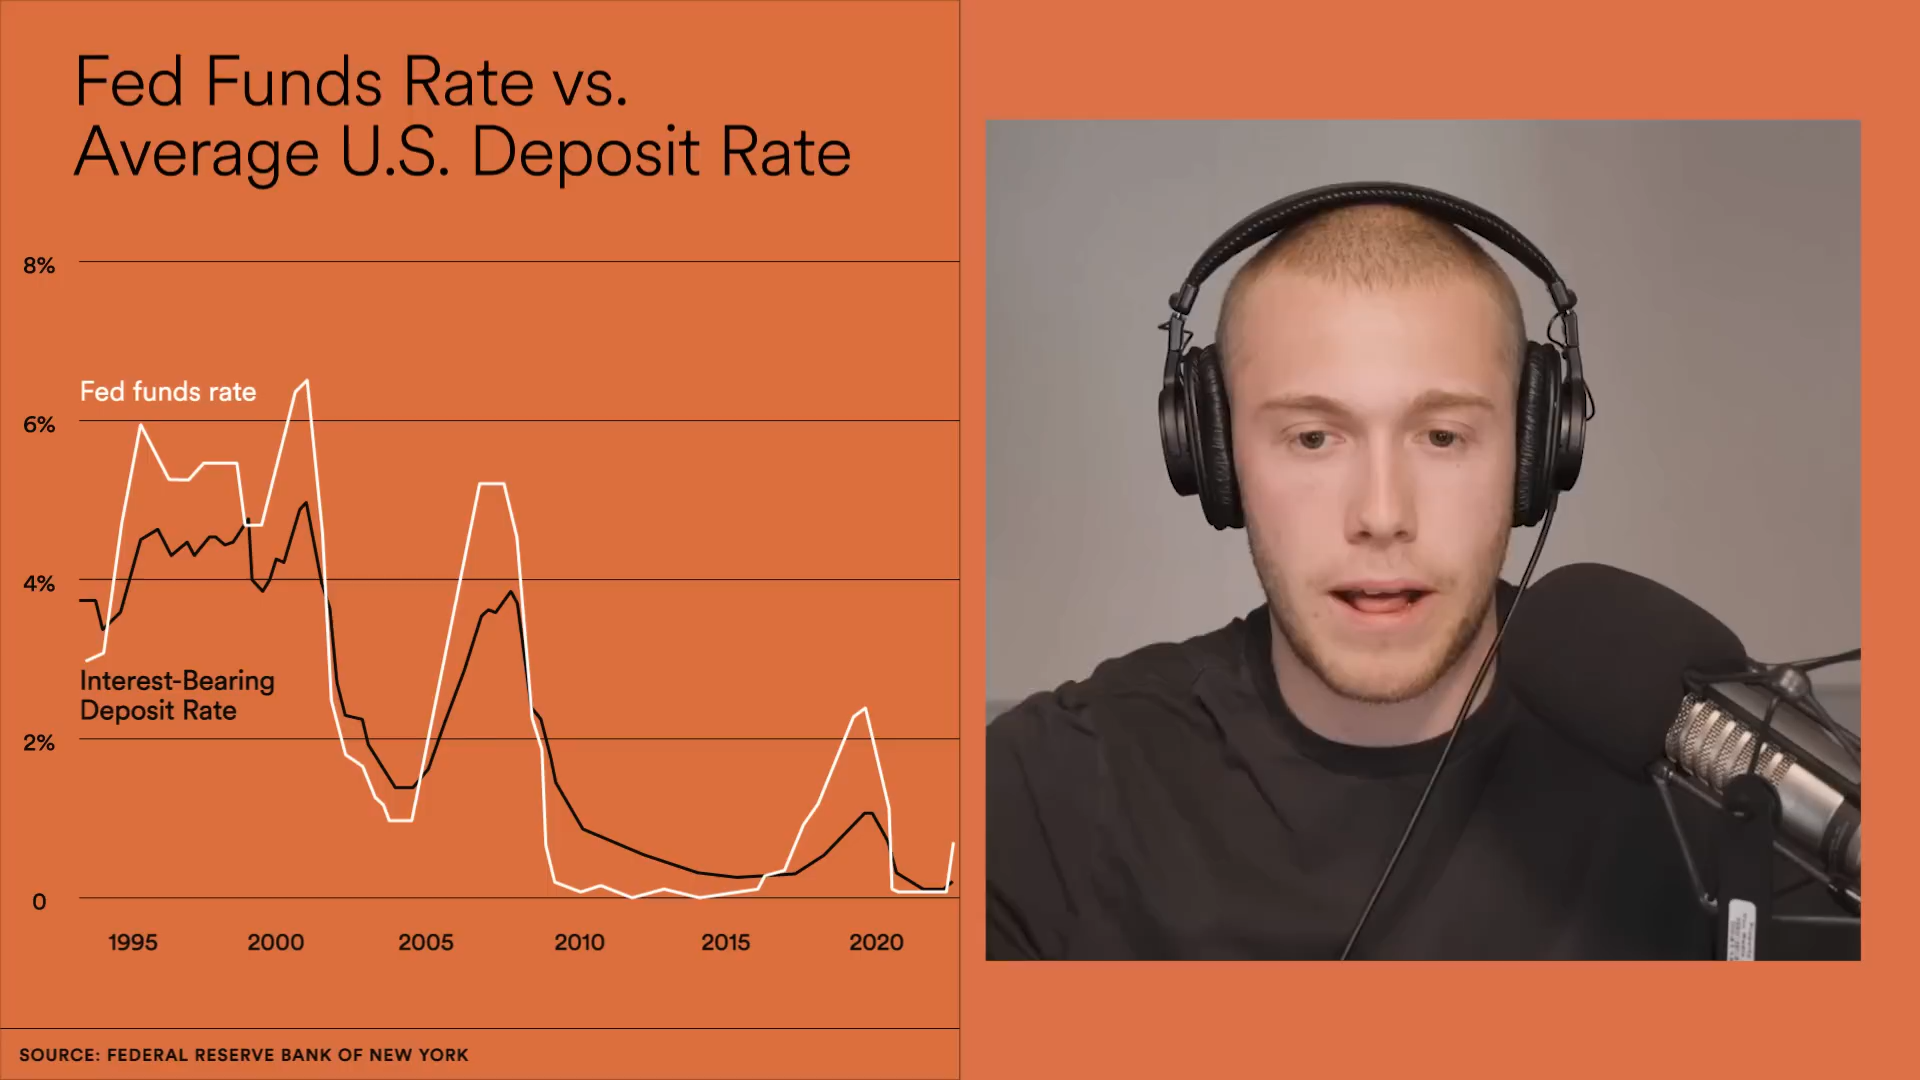 Fed Funds Rate vs.
Average U.S. Deposit Rate
8%
Fed funds rate
6%
4%
Interest-Bearing
Deposit Rate
2%
0
1995 2000 2005 2010 2015 2020
SOURCE: FEDERAL RESERVE BANK OF NEW YORK